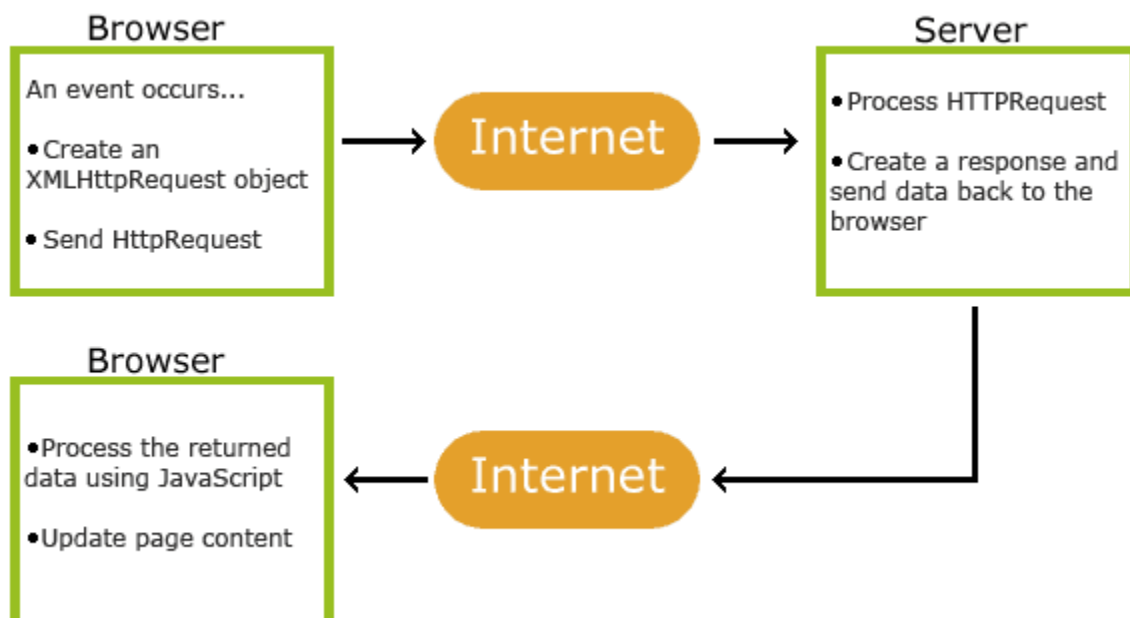 Browser
An event occurs...
•Create an
XMLHttpRequest object
•Send HttpRequest
Internet
Server
•Process HTTPRequest
•Create a response and
send data back to the
browser
Browser
•Process the returned
data using JavaScript
•Update page content
Internet